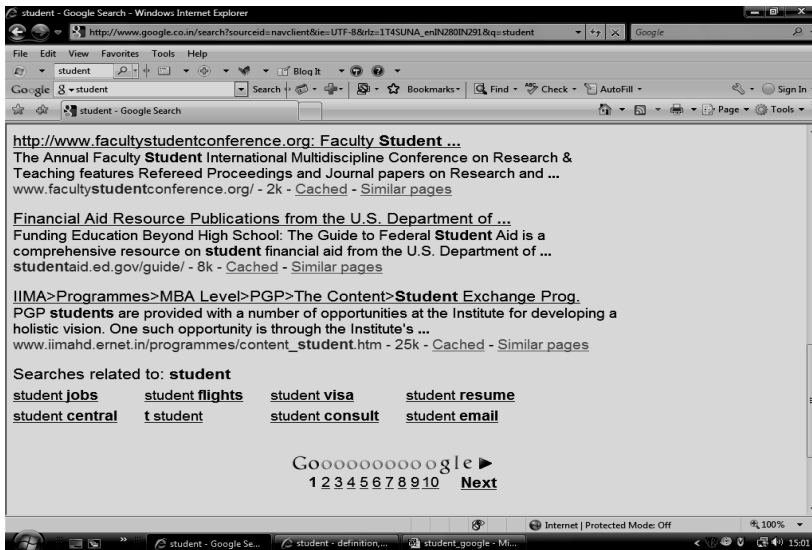 student - Google Search - Windows Internet Explorer
http://www.google.co.in/search?sourceid=navclient&ie=UTF-8&rlz=1T4SUNA_enIN280IN291&q=student
Google
File Edit View Favorites Tools Help
student
Blog It
Google
student
Search
Bookmarks
Find
Check
AutoFill
Sign In
student - Google Search
Page
Tools
http://www.facultystudentconference.org: Faculty Student ...
The Annual Faculty Student International Multidiscipline Conference on Research &
Teaching features Refereed Proceedings and Journal papers on Research and ...
www.facultystudentconference.org/ - 2k - Cached - Similar pages
Financial Aid Resource Publications from the U.S. Department of ...
Funding Education Beyond High School: The Guide to Federal Student Aid is a
comprehensive resource on student financial aid from the U.S. Department of ...
studentaid.ed.gov/guide/ - 8k - Cached - Similar pages
IIMA>Programmes>MBA Level>PGP>The Content>Student Exchange Prog.
PGP students are provided with a number of opportunities at the Institute for developing a
holistic vision. One such opportunity is through the Institute's ...
www.iimahd.ernet.in/programmes/content_student.htm - 25k - Cached - Similar pages
Searches related to: student
student jobs student flights student visa student resume
student central t student student consult student email
Gooooooooogle
1 2 3 4 5 6 7 8 9 10 Next
Internet | Protected Mode: Off 100%
student - Google Se... student - definition,... student_google - Mi... 15:01